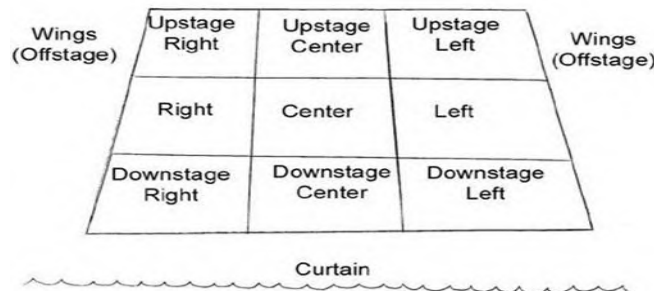 Wings
(Offstage)
Upstage
Right
Upstage
Center
Upstage
Left
Wings
(Offstage)
Right
Center
Left
Downstage
Right
Downstage
Center
Downstage
Left
Curtain